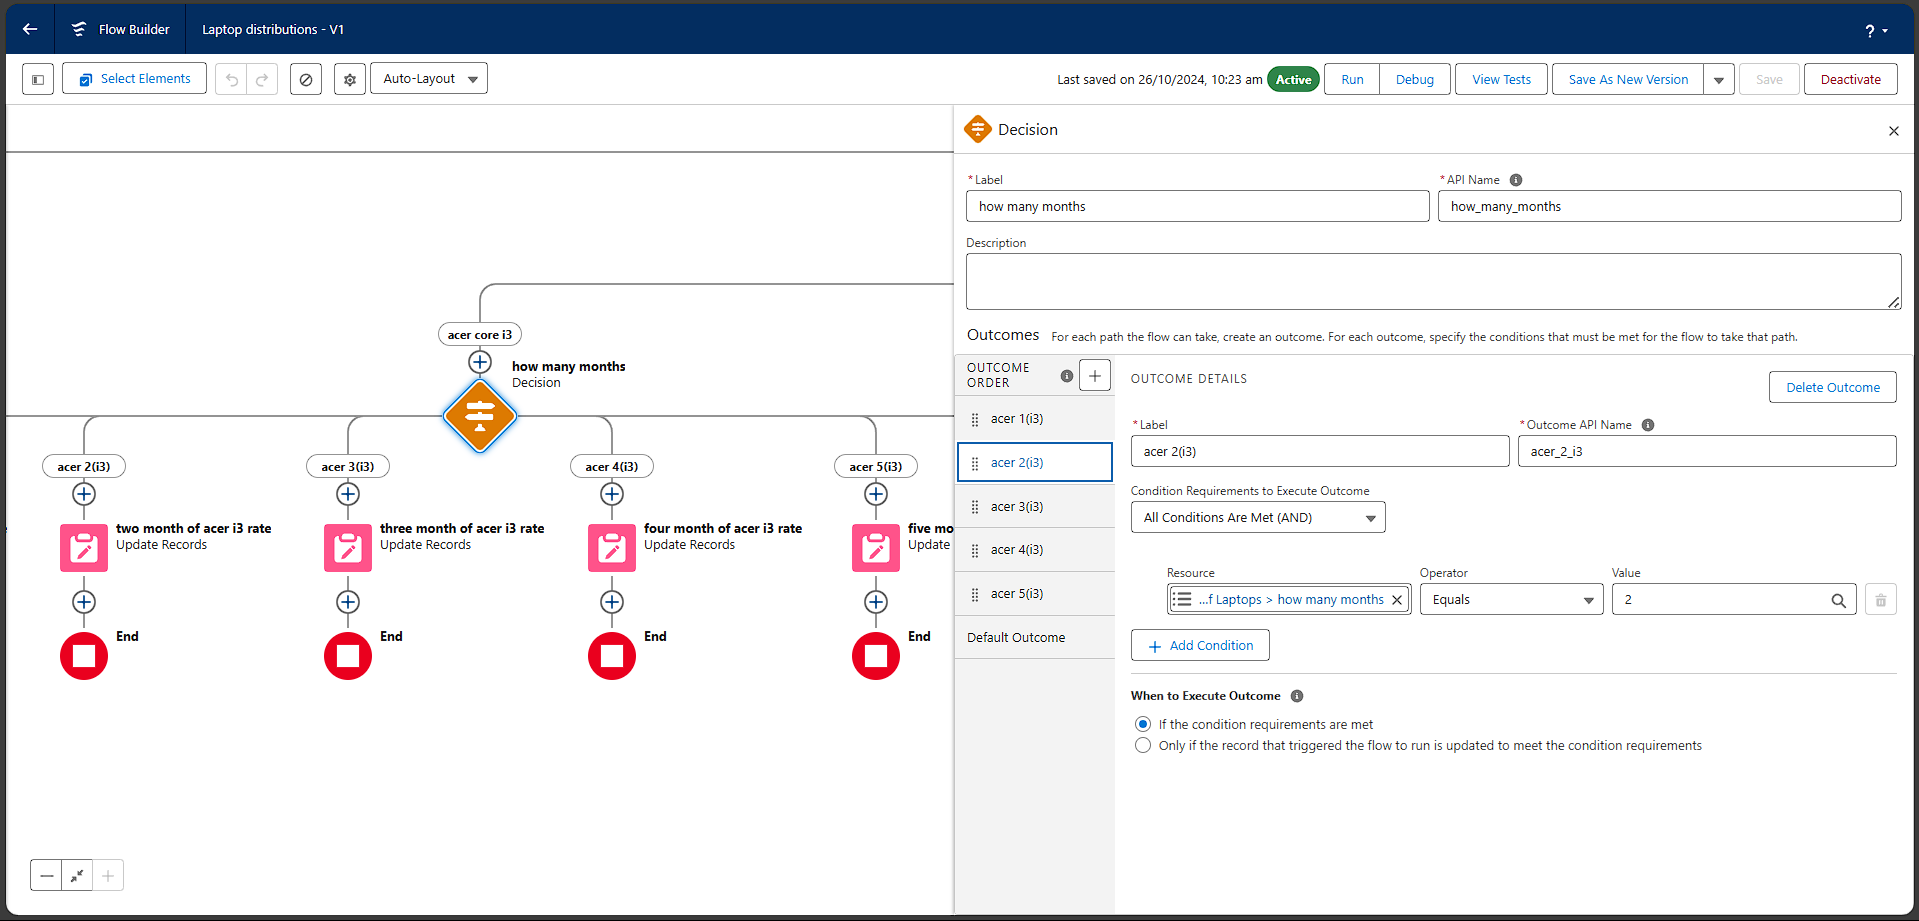 Flow Builder
Laptop distributions - V1
?
Select Elements
Auto-Layout
Last saved on 26/10/2024, 10:23 am
Active
Run
Debug
View Tests
Save As New Version
Save
Deactivate
acer core i3
how many months
Decision
acer 2(i3)
acer 3(i3)
acer 4(i3)
acer 5(i3)
two month of acer i3 rate
Update Records
three month of acer i3 rate
Update Records
four month of acer i3 rate
Update Records
five mo
Update
End
End
End
End
Decision
* Label
* API Name
how many months
how_many_months
Description
Outcomes
For each path the flow can take, create an outcome. For each outcome, specify the conditions that must be met for the flow to take that path.
OUTCOME
ORDER
acer 1(i3)
acer 2(i3)
acer 3(i3)
acer 4(i3)
acer 5(i3)
Default Outcome
OUTCOME DETAILS
Delete Outcome
* Label
* Outcome API Name
acer 2(i3)
acer_2_i3
Condition Requirements to Execute Outcome
All Conditions Are Met (AND)
Resource
Operator
Value
...f Laptops > how many months
Equals
2
Add Condition
When to Execute Outcome
If the condition requirements are met
Only if the record that triggered the flow to run is updated to meet the condition requirements